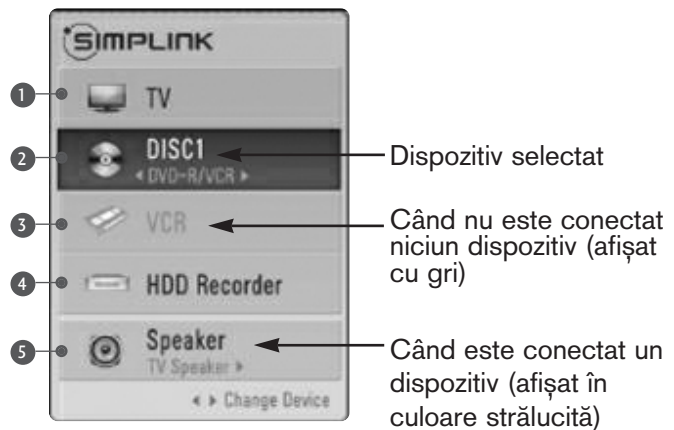 SIMPLINK
1 TV
2 DISC1
◄ DVD-R/VCR ►
Dispozitiv selectat
3 VCR
Când nu este conectat
niciun dispozitiv (afișat
cu gri)
4 HDD Recorder
5 Speaker
TV Speaker ►
Când este conectat un
dispozitiv (afișat în
culoare strălucită)
◄ ► Change Device